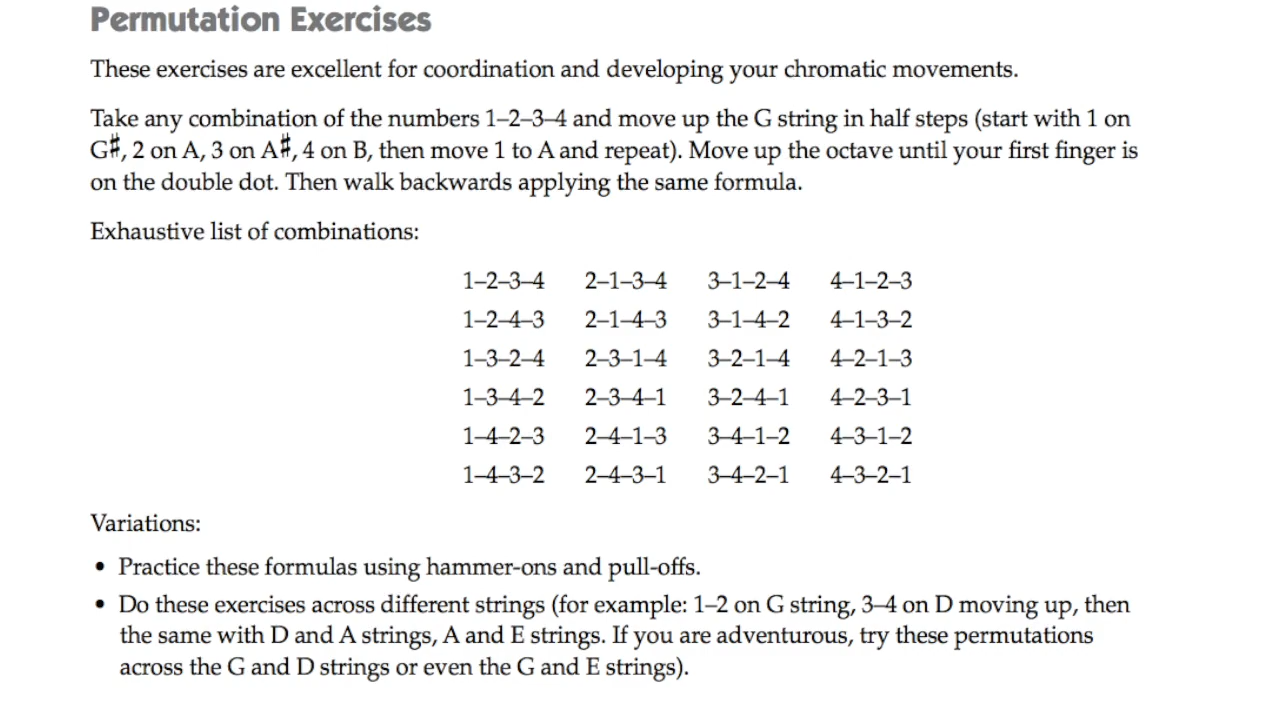 Permutation Exercises
These exercises are excellent for coordination and developing your chromatic movements.
Take any combination of the numbers 1–2–3–4 and move up the G string in half steps (start with 1 on
G♯, 2 on A, 3 on A♯, 4 on B, then move 1 to A and repeat). Move up the octave until your first finger is
on the double dot. Then walk backwards applying the same formula.
Exhaustive list of combinations:
1–2–3–4 2–1–3–4 3–1–2–4 4–1–2–3
1–2–4–3 2–1–4–3 3–1–4–2 4–1–3–2
1–3–2–4 2–3–1–4 3–2–1–4 4–2–1–3
1–3–4–2 2–3–4–1 3–2–4–1 4–2–3–1
1–4–2–3 2–4–1–3 3–4–1–2 4–3–1–2
1–4–3–2 2–4–3–1 3–4–2–1 4–3–2–1
Variations:
• Practice these formulas using hammer-ons and pull-offs.
• Do these exercises across different strings (for example: 1–2 on G string, 3–4 on D moving up, then
the same with D and A strings, A and E strings. If you are adventurous, try these permutations
across the G and D strings or even the G and E strings).